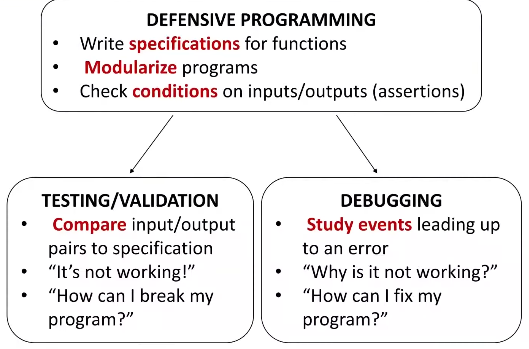 DEFENSIVE PROGRAMMING
• Write specifications for functions
• Modularize programs
• Check conditions on inputs/outputs (assertions)
TESTING/VALIDATION
• Compare input/output
pairs to specification
• “It’s not working!”
• “How can I break my
program?”
DEBUGGING
• Study events leading up
to an error
• “Why is it not working?”
• “How can I fix my
program?”